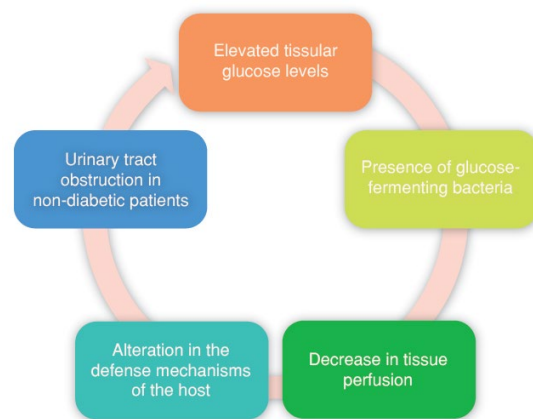 Elevated tissular
glucose levels
Presence of glucose-
fermenting bacteria
Decrease in tissue
perfusion
Alteration in the
defense mechanisms
of the host
Urinary tract
obstruction in
non-diabetic patients